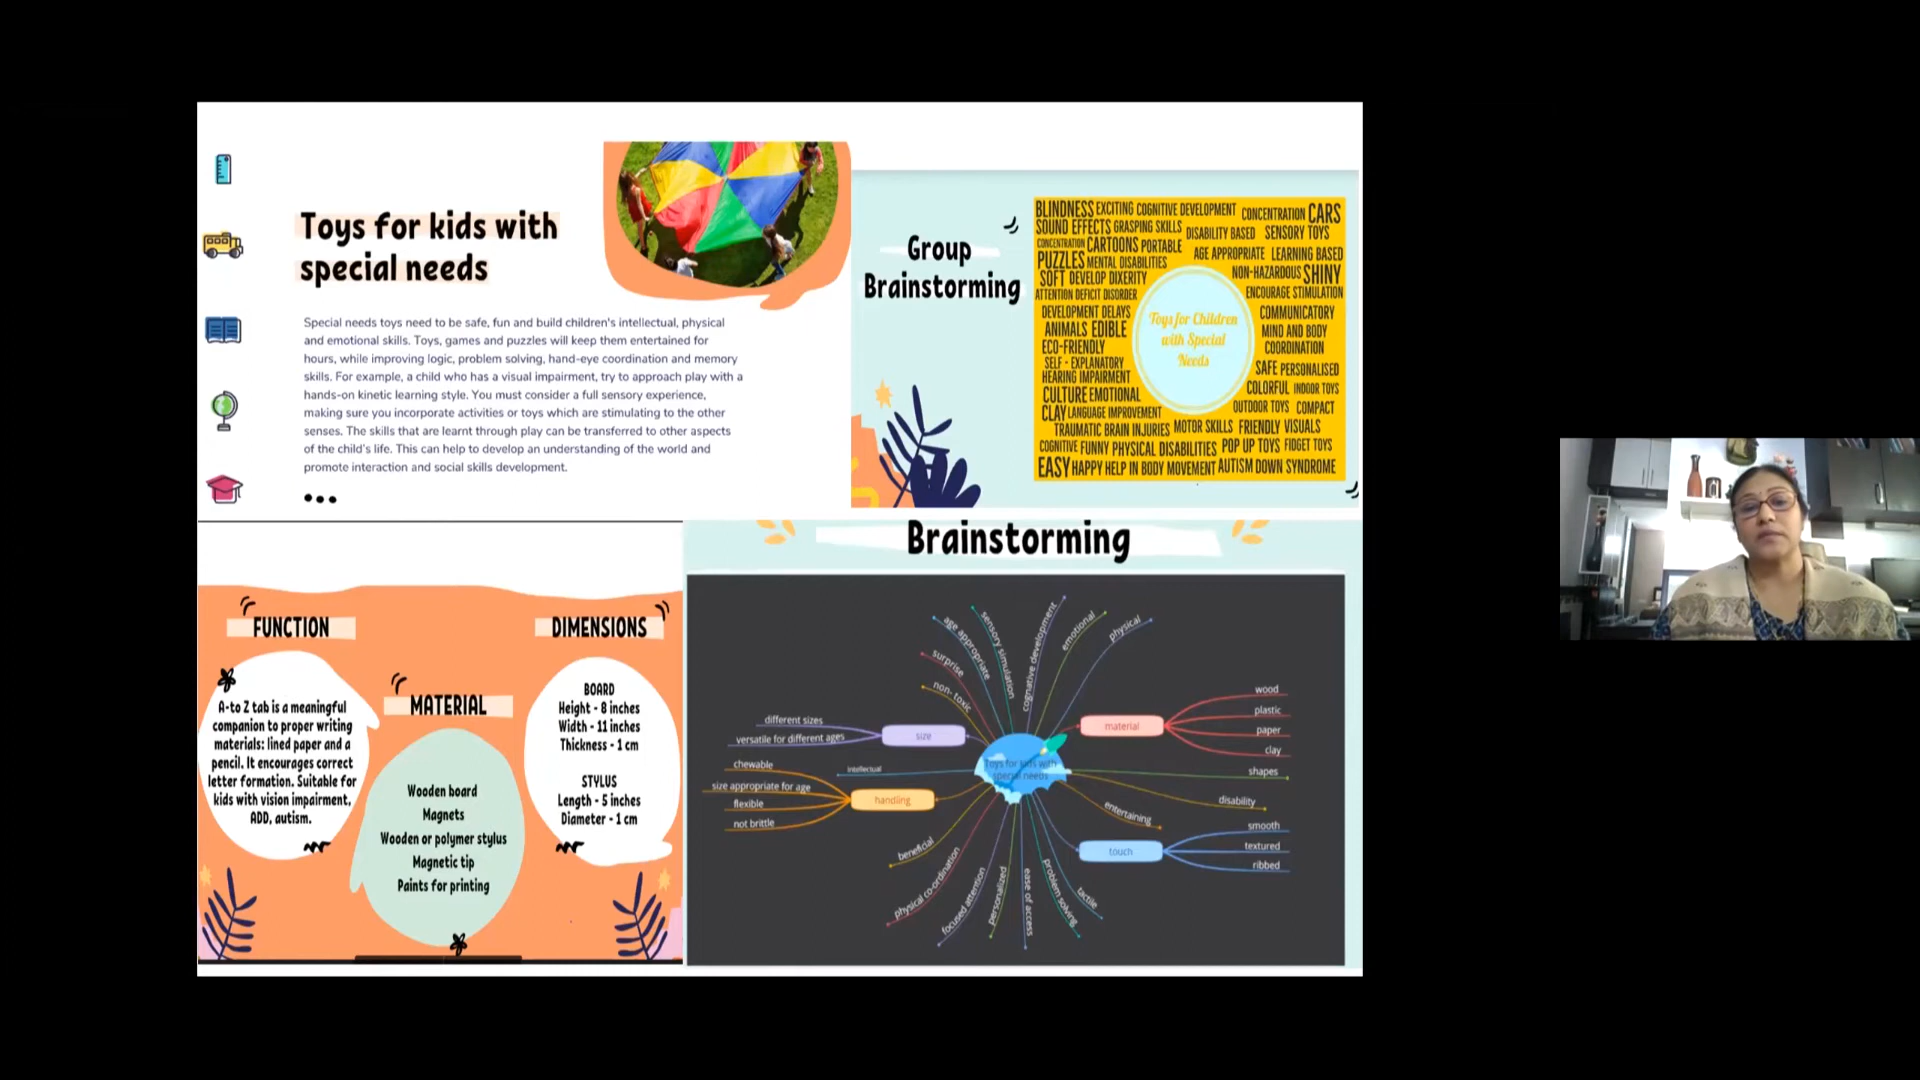 Toys for kids with
special needs
Special needs toys need to be safe, fun and build children's intellectual, physical
and emotional skills. Toys, games and puzzles will keep them entertained for
hours, while improving logic, problem solving, hand-eye coordination and memory
skills. For example, a child who has a visual impairment, try to approach play with a
hands-on kinetic learning style. You must consider a full sensory experience,
making sure you incorporate activities or toys which are stimulating to the other
senses. The skills that are learnt through play can be transferred to other aspects
of the child's life. This can help to develop an understanding of the world and
promote interaction and social skills development.
Group
Brainstorming
BLINDNESS EXCITING COGNITIVE DEVELOPMENT CONCENTRATION CARS
SOUND EFFECTS GRASPING SKILLS DISABILITY BASED SENSORY TOYS
CONCENTRATION CARTOONS PORTABLE AGE APPROPRIATE LEARNING BASED
PUZZLES MENTAL DISABILITIES NON-HAZARDOUS SHINY
SOFT DEVELOP DIXERITY
ATTENTION DEFICIT DISORDER ENCOURAGE STIMULATION
DEVELOPMENT DELAYS COMMUNICATORY
ANIMALS EDIBLE MIND AND BODY
ECO-FRIENDLY COORDINATION
SELF - EXPLANATORY SAFE PERSONALISED
HEARING IMPAIRMENT
CULTURE EMOTIONAL COLORFUL INDOOR TOYS
CLAY LANGUAGE IMPROVEMENT OUTDOOR TOYS COMPACT
TRAUMATIC BRAIN INJURIES MOTOR SKILLS FRIENDLY VISUALS
COGNITIVE FUNNY PHYSICAL DISABILITIES POP UP TOYS FIDGET TOYS
EASY HAPPY HELP IN BODY MOVEMENT AUTISM DOWN SYNDROME
Toys for Children
with Special
Needs
FUNCTION
A-to Z tab is a meaningful
companion to proper writing
materials: lined paper and a
pencil. It encourages correct
letter formation. Suitable for
kids with vision impairment,
ADD, autism.
MATERIAL
Wooden board
Magnets
Wooden or polymer stylus
Magnetic tip
Paints for printing
DIMENSIONS
BOARD
Height - 8 inches
Width - 11 inches
Thickness - 1 cm
STYLUS
Length - 5 inches
Diameter - 1 cm
Brainstorming
Toys for kids with
special needs
surprise
non- toxic
age appropriate
sensory simulation
cognative development
emotional
physical
size
different sizes
versatile for different ages
intellectual
handling
chewable
size appropriate for age
flexible
not brittle
material
wood
plastic
paper
clay
shapes
disability
entertaining
touch
smooth
textured
ribbed
beneficial
physical co-ordination
focused attention
personalized
ease of access
problem solving
tactile